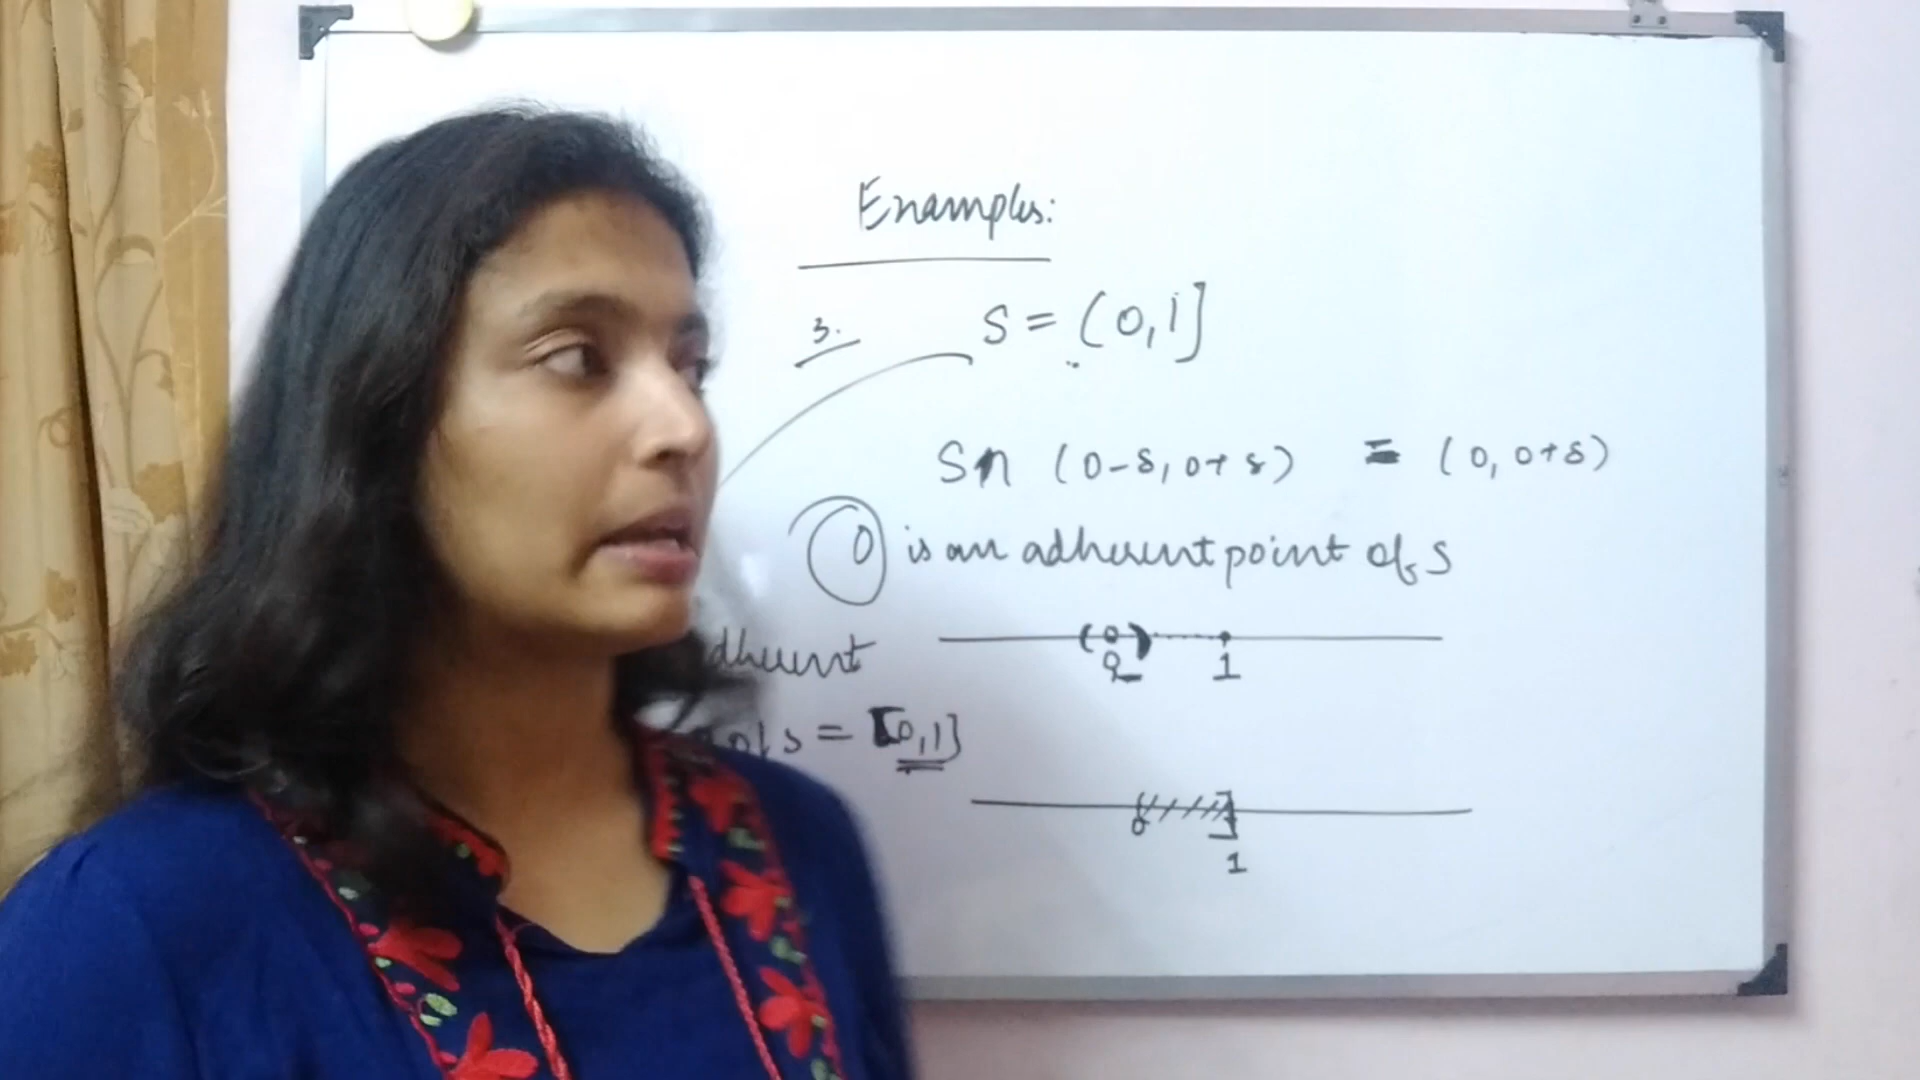 Examples:
3. S = (0,1]
S∩ (0-δ, 0+δ) = (0, 0+δ)
0 is an adherent point of S
0
0 1
of S = [0,1]
0
1